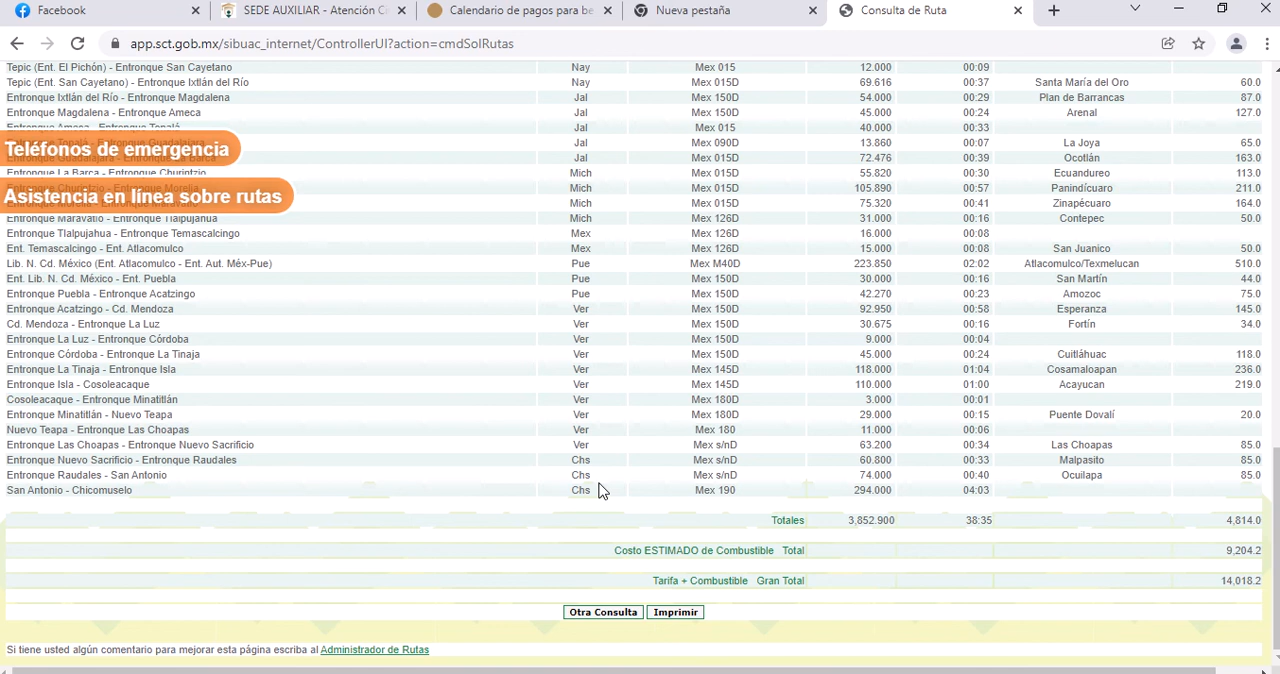 Facebook
SEDE AUXILIAR - Atención C
Calendario de pagos para be
Nueva pestaña
Consulta de Ruta
app.sct.gob.mx/sibuac_internet/ControllerUI?action=cmdSolRutas
Tepic (Ent. El Pichón) - Entronque San Cayetano Nay Mex 015 12.000 00:09
Tepic (Ent. San Cayetano) - Entronque Ixtlán del Río Nay Mex 015D 69.616 00:37 Santa María del Oro 60.0
Entronque Ixtlán del Río - Entronque Magdalena Jal Mex 150D 54.000 00:29 Plan de Barrancas 87.0
Entronque Magdalena - Entronque Ameca Jal Mex 150D 45.000 00:24 Arenal 127.0
Entronque Ameca - Entronque Tonalá Jal Mex 015 40.000 00:33
Teléfonos de emergencia
Jal Mex 090D 13.860 00:07 La Joya 65.0
Entronque Guadalajara - Entronque La Barca Jal Mex 015D 72.476 00:39 Ocotlán 163.0
Entronque La Barca - Entronque Churintzio Mich Mex 015D 55.820 00:30 Ecuandureo 113.0
Entronque Churintzio - Entronque Morelia Mich Mex 015D 105.890 00:57 Panindícuaro 211.0
Asistencia en línea sobre rutas
Entronque Morelia - Entronque Maravatío Mich Mex 015D 75.320 00:41 Zinapécuaro 164.0
Entronque Maravatío - Entronque Tlalpujahua Mich Mex 126D 31.000 00:16 Contepec 50.0
Entronque Tlalpujahua - Entronque Temascalcingo Mex Mex 126D 16.000 00:08
Ent. Temascalcingo - Ent. Atlacomulco Mex Mex 126D 15.000 00:08 San Juanico 50.0
Lib. N. Cd. México (Ent. Atlacomulco - Ent. Aut. Méx-Pue) Pue Mex M40D 223.850 02:02 Atlacomulco/Texmelucan 510.0
Ent. Lib. N. Cd. México - Ent. Puebla Pue Mex 150D 30.000 00:16 San Martín 44.0
Entronque Puebla - Entronque Acatzingo Pue Mex 150D 42.270 00:23 Amozoc 75.0
Entronque Acatzingo - Cd. Mendoza Ver Mex 150D 92.950 00:58 Esperanza 145.0
Cd. Mendoza - Entronque La Luz Ver Mex 150D 30.675 00:16 Fortín 34.0
Entronque La Luz - Entronque Córdoba Ver Mex 150D 9.000 00:04
Entronque Córdoba - Entronque La Tinaja Ver Mex 150D 45.000 00:24 Cuitláhuac 118.0
Entronque La Tinaja - Entronque Isla Ver Mex 145D 118.000 01:04 Cosamaloapan 236.0
Entronque Isla - Cosoleacaque Ver Mex 145D 110.000 01:00 Acayucan 219.0
Cosoleacaque - Entronque Minatitlán Ver Mex 180D 3.000 00:01
Entronque Minatitlán - Nuevo Teapa Ver Mex 180D 29.000 00:15 Puente Dovalí 20.0
Nuevo Teapa - Entronque Las Choapas Ver Mex 180 11.000 00:06
Entronque Las Choapas - Entronque Nuevo Sacrificio Ver Mex s/nD 63.200 00:34 Las Choapas 85.0
Entronque Nuevo Sacrificio - Entronque Raudales Chs Mex s/nD 60.800 00:33 Malpasito 85.0
Entronque Raudales - San Antonio Chs Mex s/nD 74.000 00:40 Ocuilapa 85.0
San Antonio - Chicomuselo Chs Mex 190 294.000 04:03
Totales 3,852.900 38:35 4,814.0
Costo ESTIMADO de Combustible Total 9,204.2
Tarifa + Combustible Gran Total 14,018.2
Otra Consulta Imprimir
Si tiene usted algún comentario para mejorar esta página escriba al Administrador de Rutas